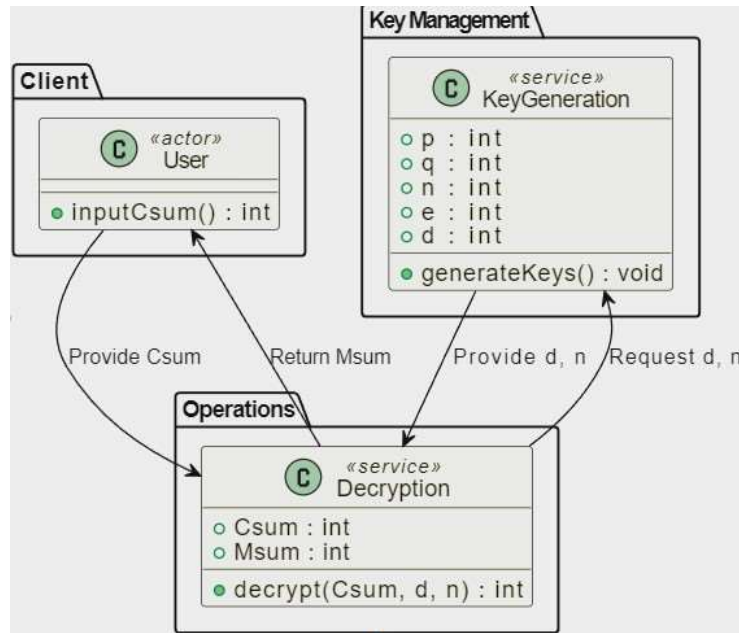 Key Management
Client
C «service»
KeyGeneration
p : int
q : int
n : int
e : int
d : int
generateKeys() : void
C «actor»
User
inputCsum() : int
Provide Csum
Return Msum
Provide d, n
Request d, n
Operations
C «service»
Decryption
Csum : int
Msum : int
decrypt(Csum, d, n) : int